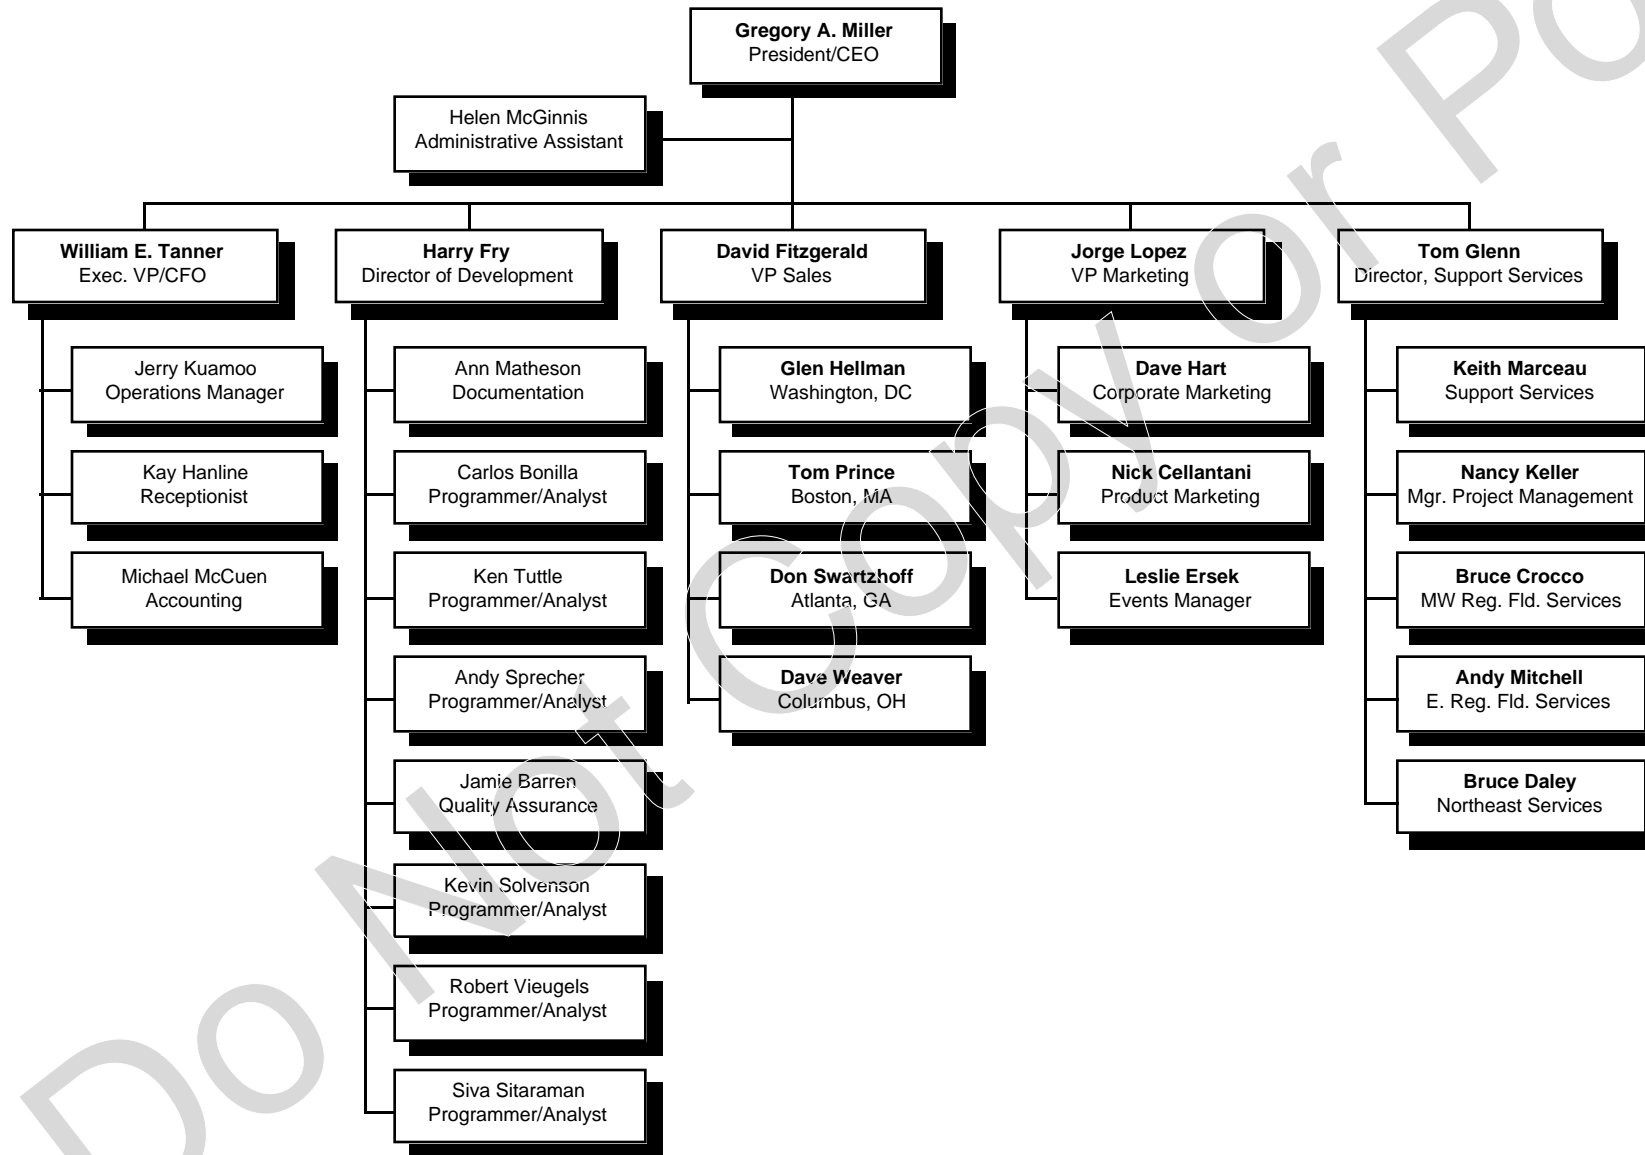 Gregory A. Miller
President/CEO
Helen McGinnis
Administrative Assistant
William E. Tanner
Exec. VP/CFO
Harry Fry
Director of Development
David Fitzgerald
VP Sales
Jorge Lopez
VP Marketing
Tom Glenn
Director, Support Services
Jerry Kuamoo
Operations Manager
Kay Hanline
Receptionist
Michael McCuen
Accounting
Ann Matheson
Documentation
Carlos Bonilla
Programmer/Analyst
Ken Tuttle
Programmer/Analyst
Andy Sprecher
Programmer/Analyst
Jamie Barren
Quality Assurance
Kevin Solvenson
Programmer/Analyst
Robert Vieugels
Programmer/Analyst
Siva Sitaraman
Programmer/Analyst
Glen Hellman
Washington, DC
Tom Prince
Boston, MA
Don Swartzhoff
Atlanta, GA
Dave Weaver
Columbus, OH
Dave Hart
Corporate Marketing
Nick Cellantani
Product Marketing
Leslie Ersek
Events Manager
Keith Marceau
Support Services
Nancy Keller
Mgr. Project Management
Bruce Crocco
MW Reg. Fld. Services
Andy Mitchell
E. Reg. Fld. Services
Bruce Daley
Northeast Services
Do Not Copy or Po